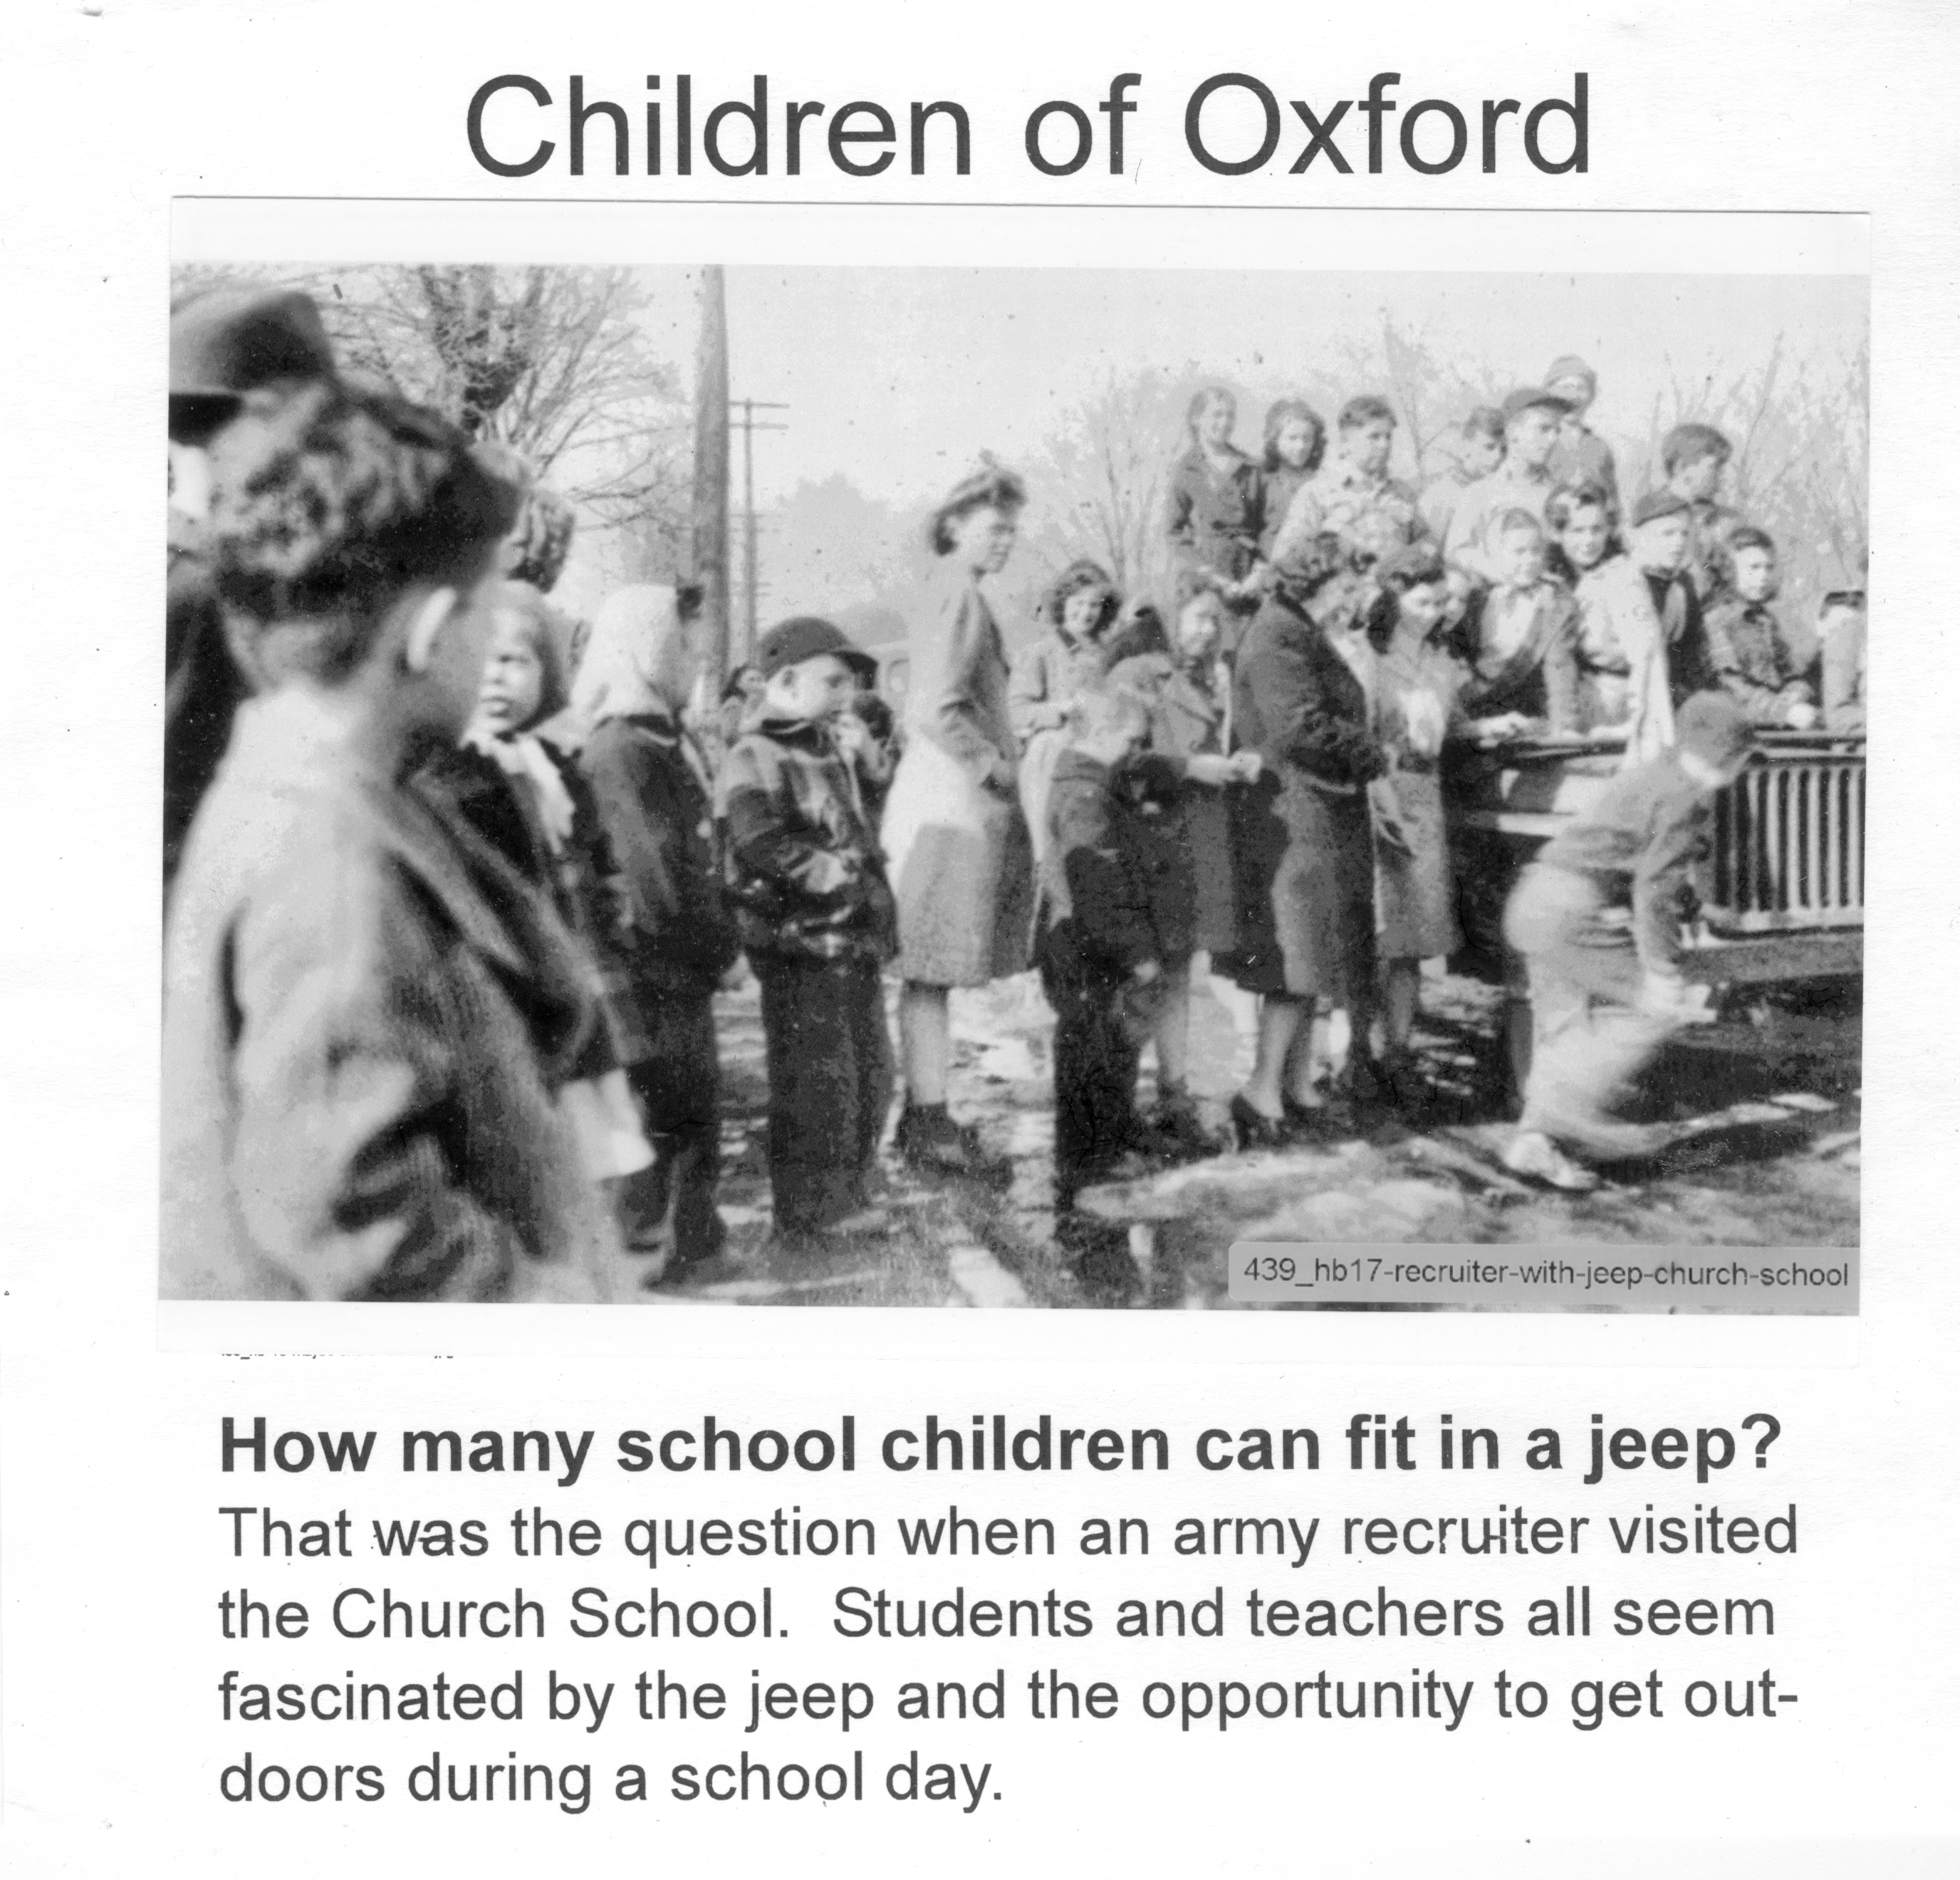 Children of Oxford
439_hb17-recruiter-with-jeep-church-school
How many school children can fit in a jeep?
That was the question when an army recruiter visited
the Church School.  Students and teachers all seem
fascinated by the jeep and the opportunity to get out-
doors during a school day.